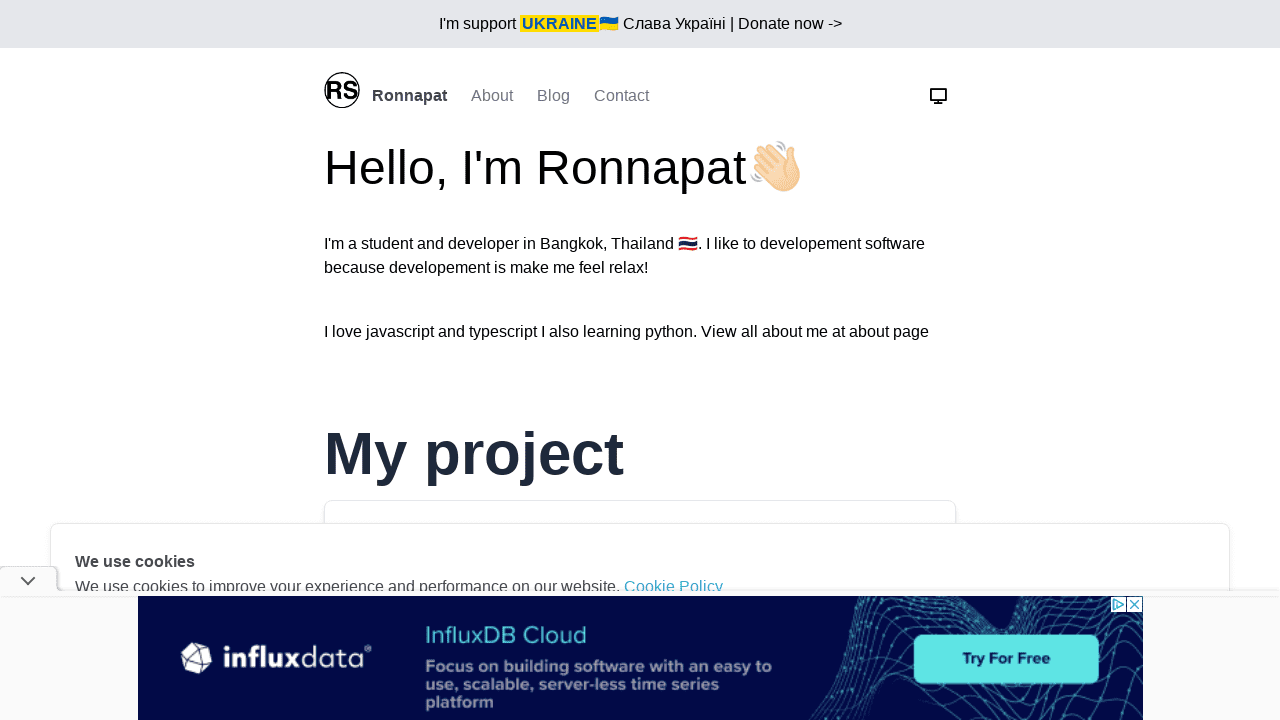 I'm support UKRAINE🇺🇦 Слава Україні | Donate now ->
RS Ronnapat About Blog Contact
Hello, I'm Ronnapat👋🏻
I'm a student and developer in Bangkok, Thailand 🇹🇭. I like to developement software
because developement is make me feel relax!
I love javascript and typescript I also learning python. View all about me at about page
My project
We use cookies
We use cookies to improve your experience and performance on our website. Cookie Policy
influxdata
InfluxDB Cloud
Focus on building software with an easy to
use, scalable, server-less time series
platform
Try For Free